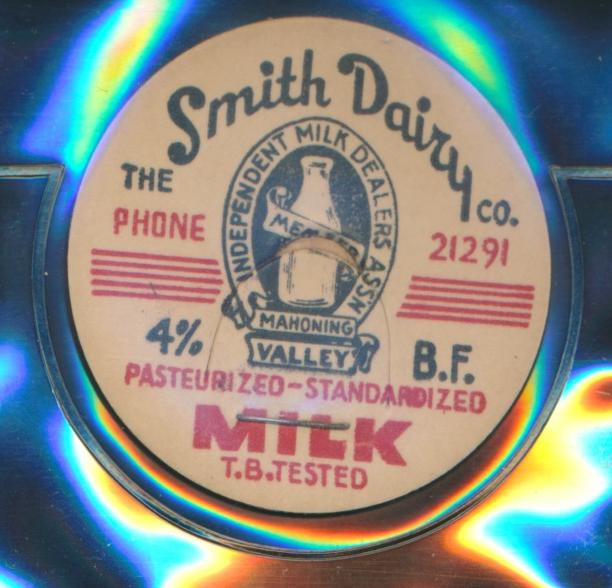 Smith Dairy
THE
CO.
INDEPENDENT MILK DEALERS ASS'N
MEMBER
PHONE
21291
MAHONING
VALLEY
4%
B.F.
PASTEURIZED-STANDARDIZED
MILK
T.B.TESTED